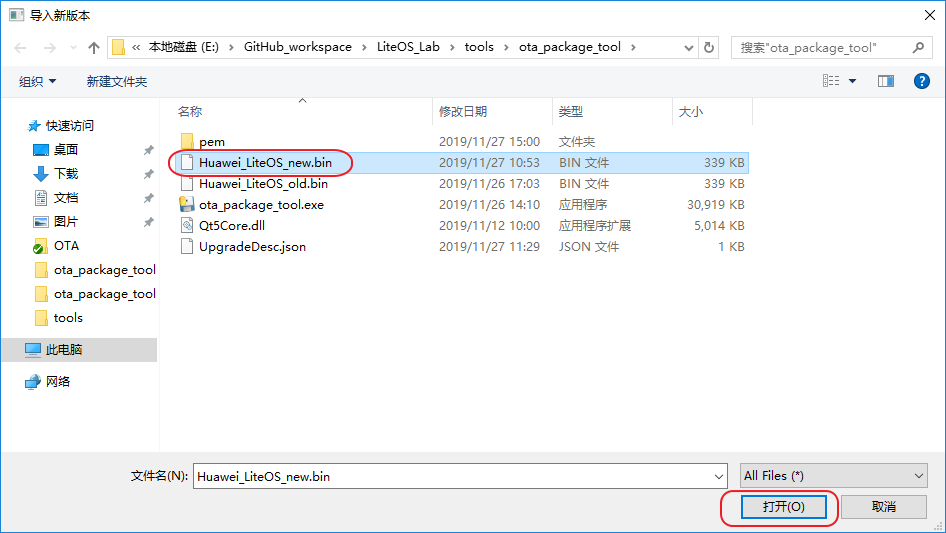 导入新版本
« 本地磁盘 (E:) › GitHub_workspace › LiteOS_Lab › tools › ota_package_tool ›
搜索"ota_package_tool"
组织 新建文件夹
名称 修改日期 类型 大小
快速访问
桌面
下载
文档
图片
OTA
ota_package_tool
ota_package_tool
tools
此电脑
网络
pem 2019/11/27 15:00 文件夹
Huawei_LiteOS_new.bin 2019/11/27 10:53 BIN 文件 339 KB
Huawei_LiteOS_old.bin 2019/11/26 17:03 BIN 文件 339 KB
ota_package_tool.exe 2019/11/26 14:10 应用程序 30,919 KB
Qt5Core.dll 2019/11/12 10:00 应用程序扩展 5,014 KB
UpgradeDesc.json 2019/11/27 11:29 JSON 文件 1 KB
文件名(N): Huawei_LiteOS_new.bin All Files (*)
打开(O) 取消